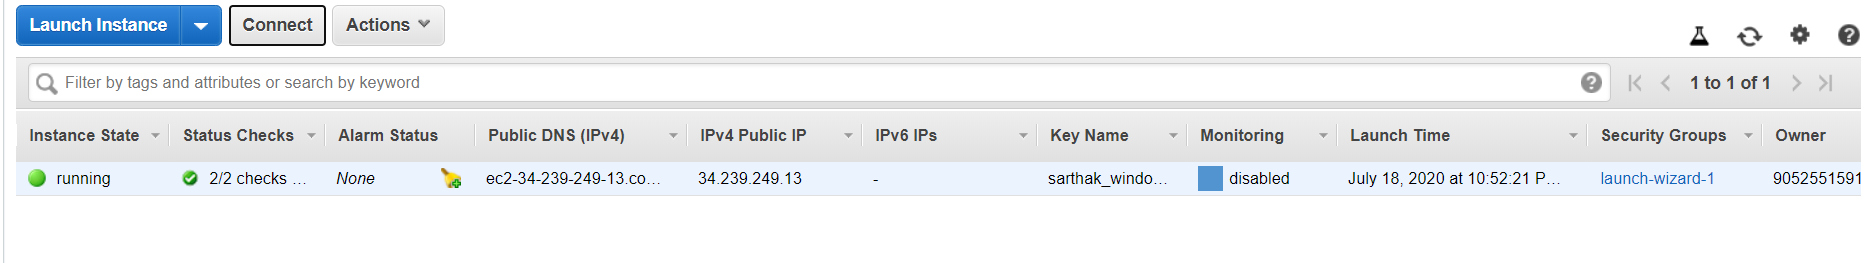 Launch Instance Connect Actions
Filter by tags and attributes or search by keyword 1 to 1 of 1
Instance State Status Checks Alarm Status Public DNS (IPv4) IPv4 Public IP IPv6 IPs Key Name Monitoring Launch Time Security Groups Owner
running 2/2 checks ... None ec2-34-239-249-13.co... 34.239.249.13 - sarthak_windo... disabled July 18, 2020 at 10:52:21 P... launch-wizard-1 9052551591